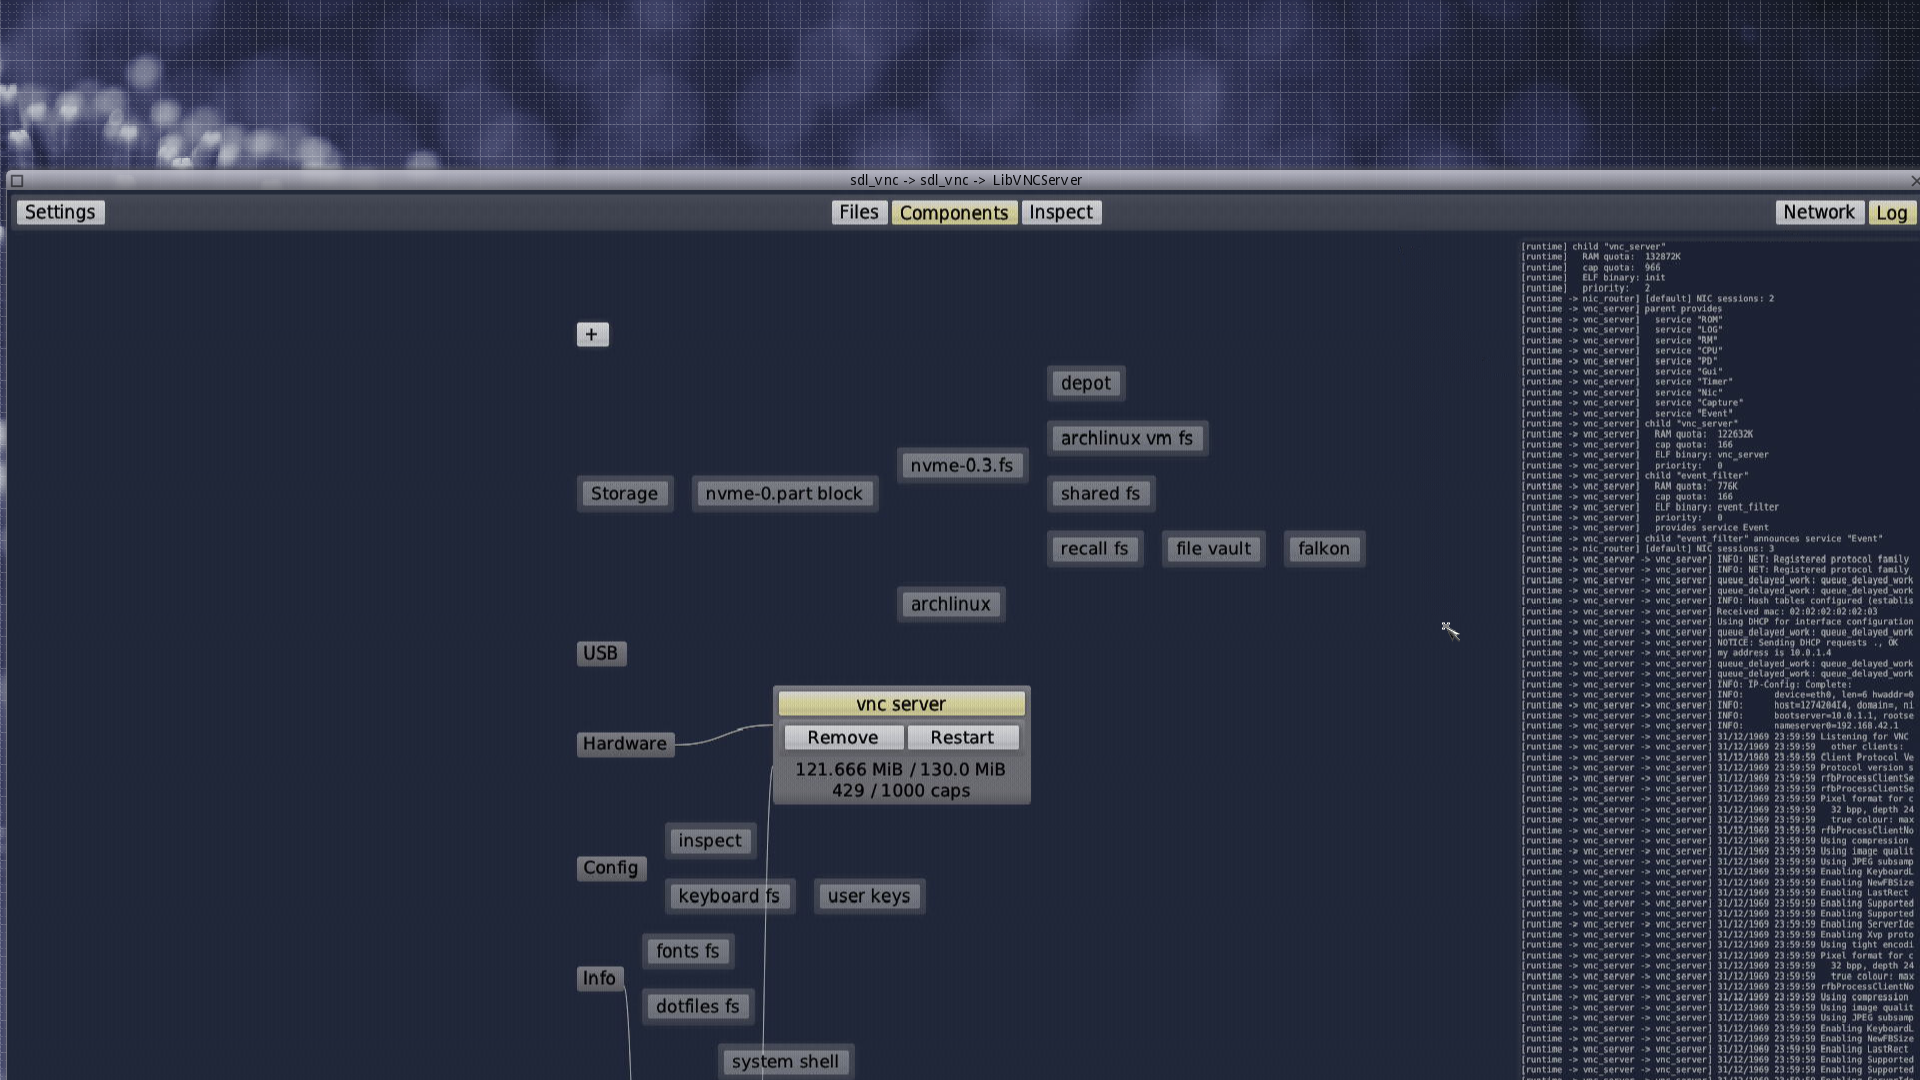 sdl_vnc -> sdl_vnc -> LibVNCServer
Settings
Files
Components
Inspect
Network
Log
+
depot
archlinux vm fs
nvme-0.3.fs
Storage
nvme-0.part block
shared fs
recall fs
file vault
falkon
archlinux
USB
vnc server
Remove
Restart
121.666 MiB / 130.0 MiB
429 / 1000 caps
Hardware
inspect
Config
keyboard fs
user keys
fonts fs
Info
dotfiles fs
system shell
[runtime] child "vnc_server"
[runtime]   RAM quota:  132872K
[runtime]   cap quota:  966
[runtime]   ELF binary: init
[runtime]   priority:   2
[runtime -> nic_router] [default] NIC sessions: 2
[runtime -> vnc_server] parent provides
[runtime -> vnc_server]   service "ROM"
[runtime -> vnc_server]   service "LOG"
[runtime -> vnc_server]   service "RM"
[runtime -> vnc_server]   service "CPU"
[runtime -> vnc_server]   service "PD"
[runtime -> vnc_server]   service "Gui"
[runtime -> vnc_server]   service "Timer"
[runtime -> vnc_server]   service "Nic"
[runtime -> vnc_server]   service "Capture"
[runtime -> vnc_server]   service "Event"
[runtime -> vnc_server] child "vnc_server"
[runtime -> vnc_server]   RAM quota:  122632K
[runtime -> vnc_server]   cap quota:  166
[runtime -> vnc_server]   ELF binary: vnc_server
[runtime -> vnc_server]   priority:   0
[runtime -> vnc_server] child "event_filter"
[runtime -> vnc_server]   RAM quota:  776K
[runtime -> vnc_server]   cap quota:  166
[runtime -> vnc_server]   ELF binary: event_filter
[runtime -> vnc_server]   priority:   0
[runtime -> vnc_server]   provides service Event
[runtime -> vnc_server] child "event_filter" announces service "Event"
[runtime -> nic_router] [default] NIC sessions: 3
[runtime -> vnc_server -> vnc_server] INFO: NET: Registered protocol family
[runtime -> vnc_server -> vnc_server] INFO: NET: Registered protocol family
[runtime -> vnc_server -> vnc_server] queue_delayed_work: queue_delayed_work
[runtime -> vnc_server -> vnc_server] queue_delayed_work: queue_delayed_work
[runtime -> vnc_server -> vnc_server] INFO: Hash tables configured (establis
[runtime -> vnc_server -> vnc_server] Received mac: 02:02:02:02:02:03
[runtime -> vnc_server -> vnc_server] Using DHCP for interface configuration
[runtime -> vnc_server -> vnc_server] queue_delayed_work: queue_delayed_work
[runtime -> vnc_server -> vnc_server] NOTICE: Sending DHCP requests ., OK
[runtime -> vnc_server -> vnc_server] my address is 10.0.1.4
[runtime -> vnc_server -> vnc_server] queue_delayed_work: queue_delayed_work
[runtime -> vnc_server -> vnc_server] queue_delayed_work: queue_delayed_work
[runtime -> vnc_server -> vnc_server] INFO: IP-Config: Complete:
[runtime -> vnc_server -> vnc_server] INFO:      device=eth0, len=6 hwaddr=0
[runtime -> vnc_server -> vnc_server] INFO:      host=1274204I4, domain=, ni
[runtime -> vnc_server -> vnc_server] INFO:      bootserver=10.0.1.1, rootse
[runtime -> vnc_server -> vnc_server] INFO:      nameserver0=192.168.42.1
[runtime -> vnc_server -> vnc_server] 31/12/1969 23:59:59 Listening for VNC
[runtime -> vnc_server -> vnc_server] 31/12/1969 23:59:59   other clients:
[runtime -> vnc_server -> vnc_server] 31/12/1969 23:59:59 Client Protocol Ve
[runtime -> vnc_server -> vnc_server] 31/12/1969 23:59:59 Protocol version s
[runtime -> vnc_server -> vnc_server] 31/12/1969 23:59:59 rfbProcessClientSe
[runtime -> vnc_server -> vnc_server] 31/12/1969 23:59:59 rfbProcessClientSe
[runtime -> vnc_server -> vnc_server] 31/12/1969 23:59:59 Pixel format for c
[runtime -> vnc_server -> vnc_server] 31/12/1969 23:59:59   32 bpp, depth 24
[runtime -> vnc_server -> vnc_server] 31/12/1969 23:59:59   true colour: max
[runtime -> vnc_server -> vnc_server] 31/12/1969 23:59:59 rfbProcessClientNo
[runtime -> vnc_server -> vnc_server] 31/12/1969 23:59:59 Using compression
[runtime -> vnc_server -> vnc_server] 31/12/1969 23:59:59 Using image qualit
[runtime -> vnc_server -> vnc_server] 31/12/1969 23:59:59 Using JPEG subsamp
[runtime -> vnc_server -> vnc_server] 31/12/1969 23:59:59 Enabling KeyboardL
[runtime -> vnc_server -> vnc_server] 31/12/1969 23:59:59 Enabling NewFBSize
[runtime -> vnc_server -> vnc_server] 31/12/1969 23:59:59 Enabling LastRect
[runtime -> vnc_server -> vnc_server] 31/12/1969 23:59:59 Enabling Supported
[runtime -> vnc_server -> vnc_server] 31/12/1969 23:59:59 Enabling Supported
[runtime -> vnc_server -> vnc_server] 31/12/1969 23:59:59 Enabling ServerIde
[runtime -> vnc_server -> vnc_server] 31/12/1969 23:59:59 Enabling Xvp proto
[runtime -> vnc_server -> vnc_server] 31/12/1969 23:59:59 Using tight encodi
[runtime -> vnc_server -> vnc_server] 31/12/1969 23:59:59 Pixel format for c
[runtime -> vnc_server -> vnc_server] 31/12/1969 23:59:59   32 bpp, depth 24
[runtime -> vnc_server -> vnc_server] 31/12/1969 23:59:59   true colour: max
[runtime -> vnc_server -> vnc_server] 31/12/1969 23:59:59 rfbProcessClientNo
[runtime -> vnc_server -> vnc_server] 31/12/1969 23:59:59 Using compression
[runtime -> vnc_server -> vnc_server] 31/12/1969 23:59:59 Using image qualit
[runtime -> vnc_server -> vnc_server] 31/12/1969 23:59:59 Using JPEG subsamp
[runtime -> vnc_server -> vnc_server] 31/12/1969 23:59:59 Enabling KeyboardL
[runtime -> vnc_server -> vnc_server] 31/12/1969 23:59:59 Enabling NewFBSize
[runtime -> vnc_server -> vnc_server] 31/12/1969 23:59:59 Enabling LastRect
[runtime -> vnc_server -> vnc_server] 31/12/1969 23:59:59 Enabling Supported
[runtime -> vnc_server -> vnc_server] 31/12/1969 23:59:59 Enabling Supported